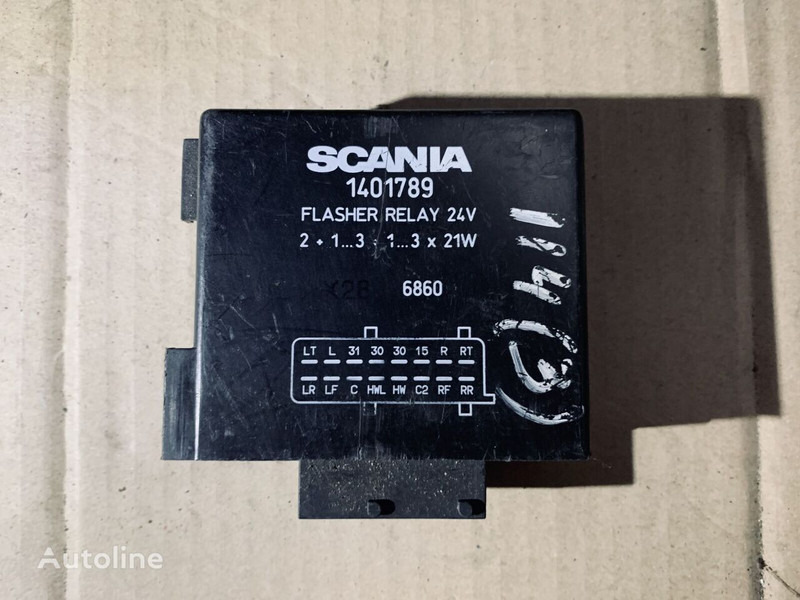 SCANIA
1401789
FLASHER RELAY 24V
2 + 1...3 + 1...3 x 21W
6860
LT L 31 30 30 15 R RT
LR LF C HWL HW C2 RF RR
Autoline